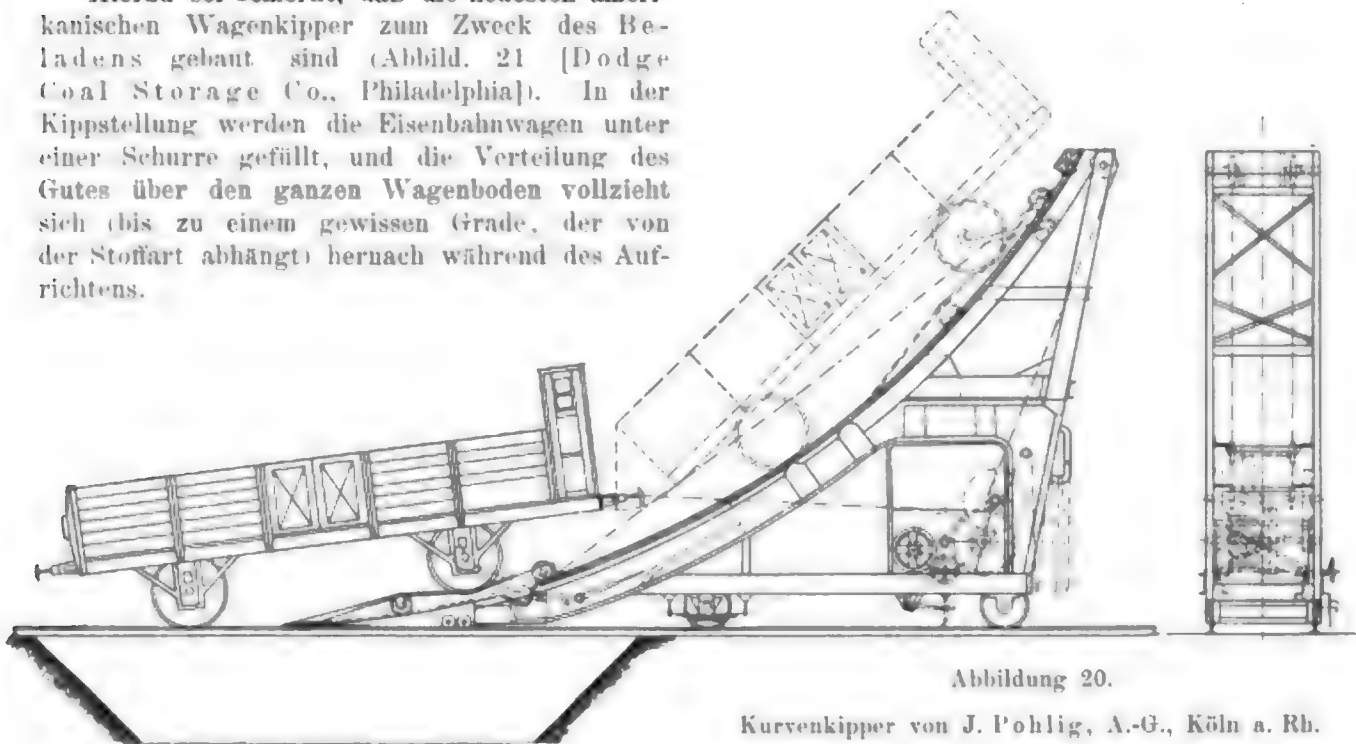 Hierzu sei bemerkt, daß die neuesten ameri-
kanischen Wagenkipper zum Zweck des Be-
ladens gebaut sind (Abbild. 21 [Dodge
Coal Storage Co., Philadelphia]). In der
Kippstellung werden die Eisenbahnwagen unter
einer Schurre gefüllt, und die Verteilung des
Gutes über den ganzen Wagenboden vollzieht
sich (bis zu einem gewissen Grade, der von
der Stoffart abhängt) hernach während des Auf-
richtens.
Abbildung 20.
Kurvenkipper von J. Pohlig, A.-G., Köln a. Rh.